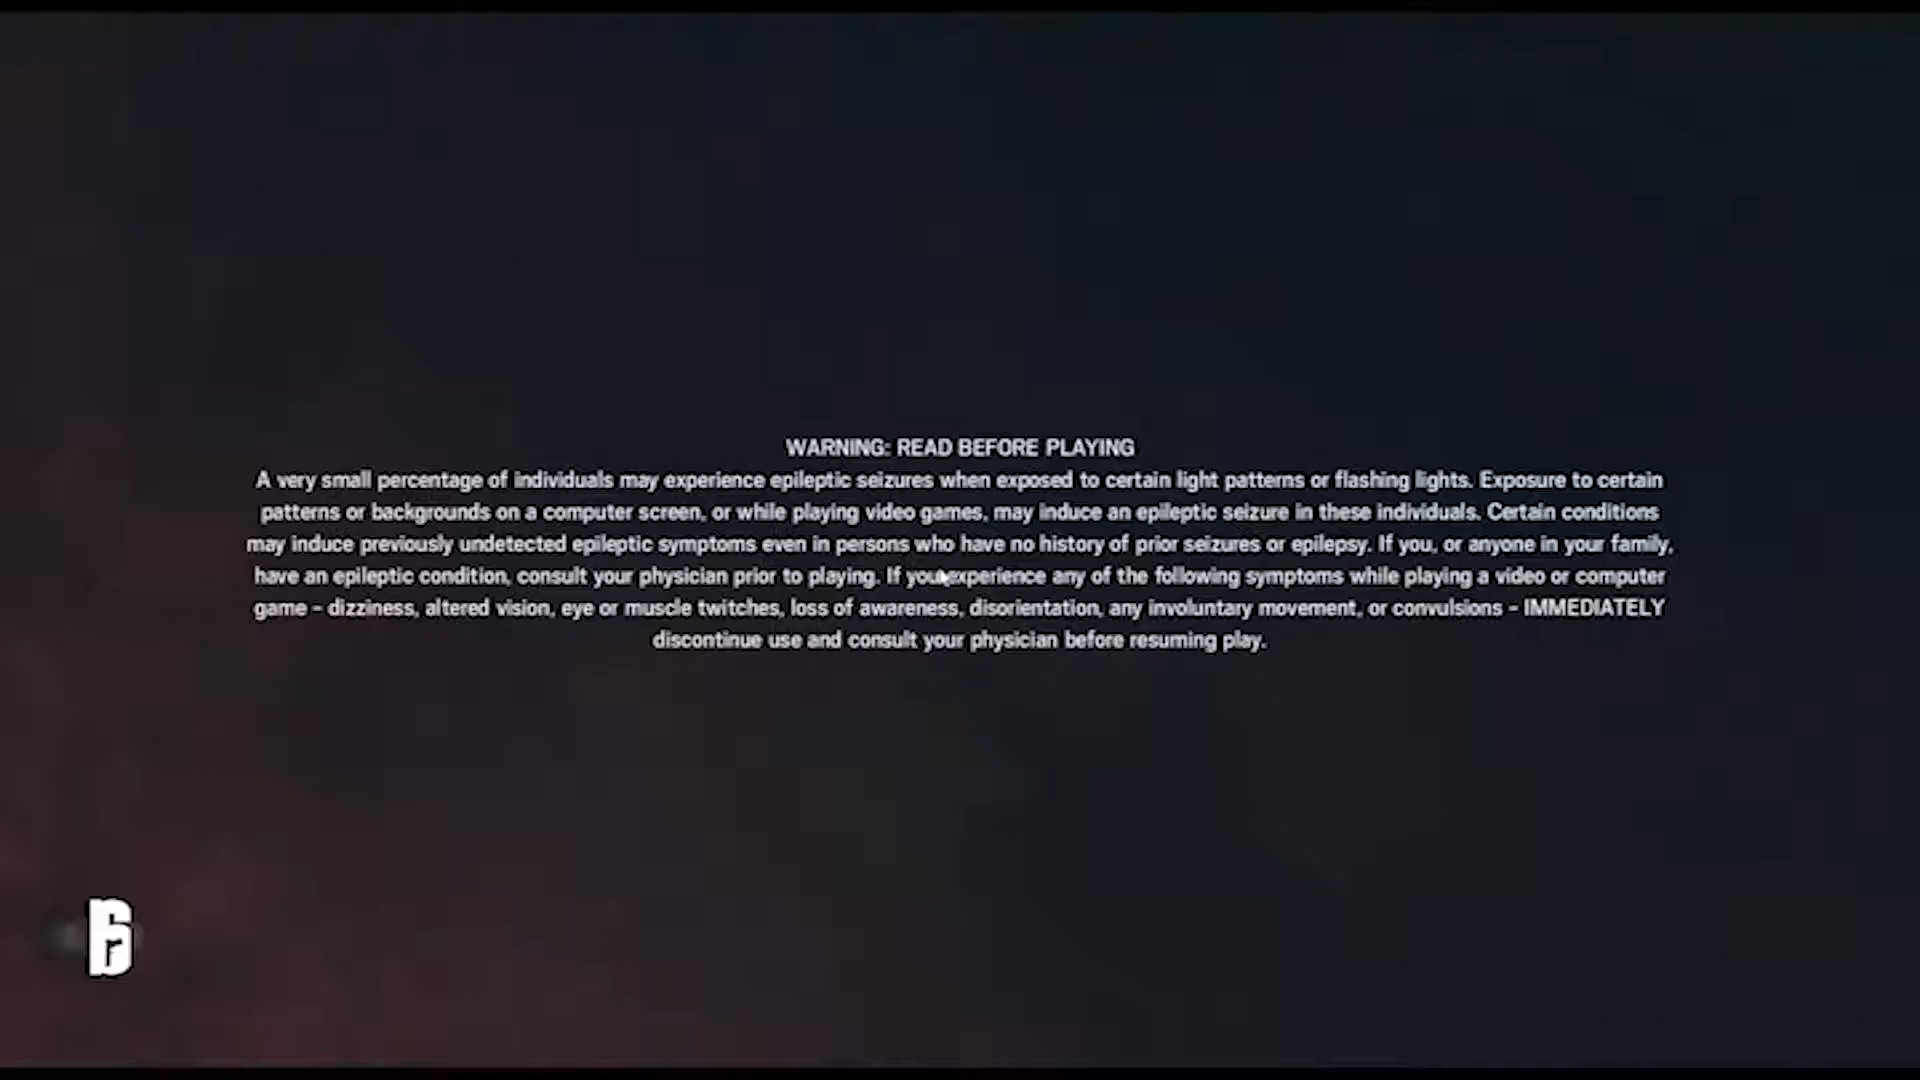 WARNING: READ BEFORE PLAYING
A very small percentage of individuals may experience epileptic seizures when exposed to certain light patterns or flashing lights. Exposure to certain
patterns or backgrounds on a computer screen, or while playing video games, may induce an epileptic seizure in these individuals. Certain conditions
may induce previously undetected epileptic symptoms even in persons who have no history of prior seizures or epilepsy. If you, or anyone in your family,
have an epileptic condition, consult your physician prior to playing. If you experience any of the following symptoms while playing a video or computer
game - dizziness, altered vision, eye or muscle twitches, loss of awareness, disorientation, any involuntary movement, or convulsions - IMMEDIATELY
discontinue use and consult your physician before resuming play.
6